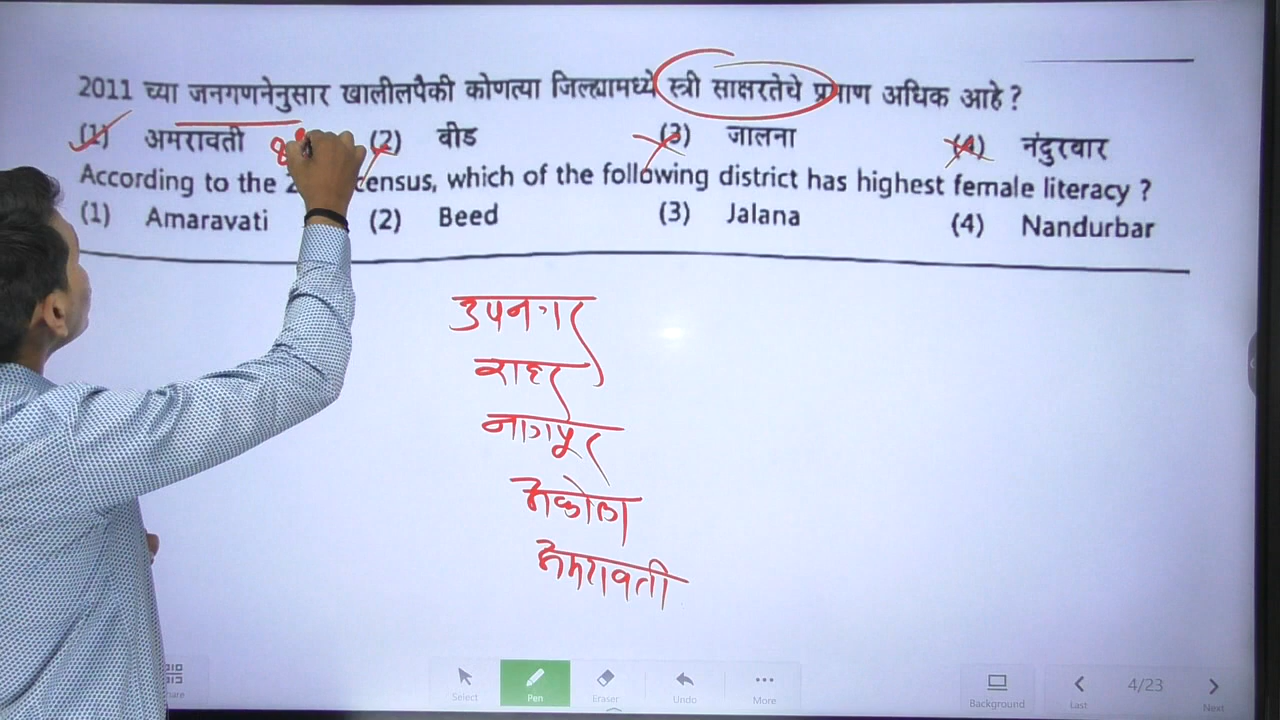 2011 च्या जनगणनेनुसार खालीलपैकी कोणत्या जिल्ह्यामध्ये स्त्री साक्षरतेचे प्रमाण अधिक आहे ?
(1) अमरावती (2) बीड (3) जालना (4) नंदुरबार
According to the census, which of the following district has highest female literacy ?
(1) Amaravati (2) Beed (3) Jalana (4) Nandurbar
उपनगर
शहर
नागपूर
अकोला
अमरावती
Select Pen Eraser Undo More Background Last 4/23 Next